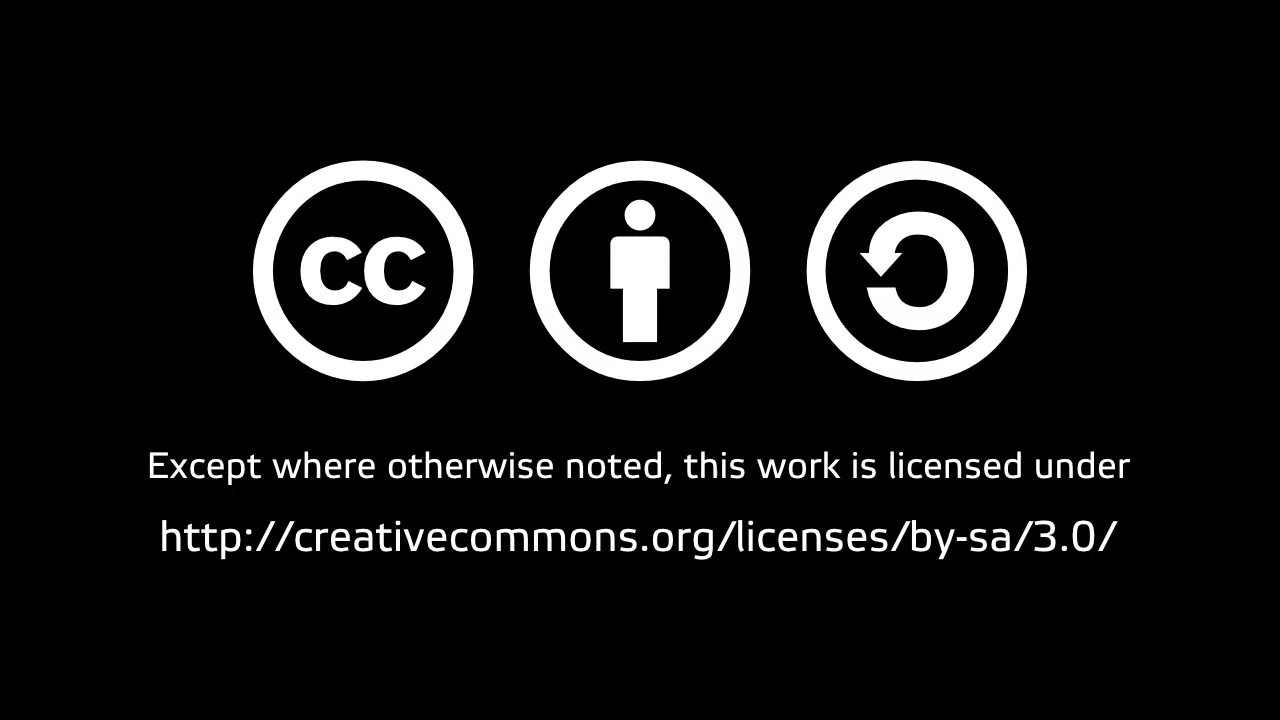 cc
Except where otherwise noted, this work is licensed under
http://creativecommons.org/licenses/by-sa/3.0/